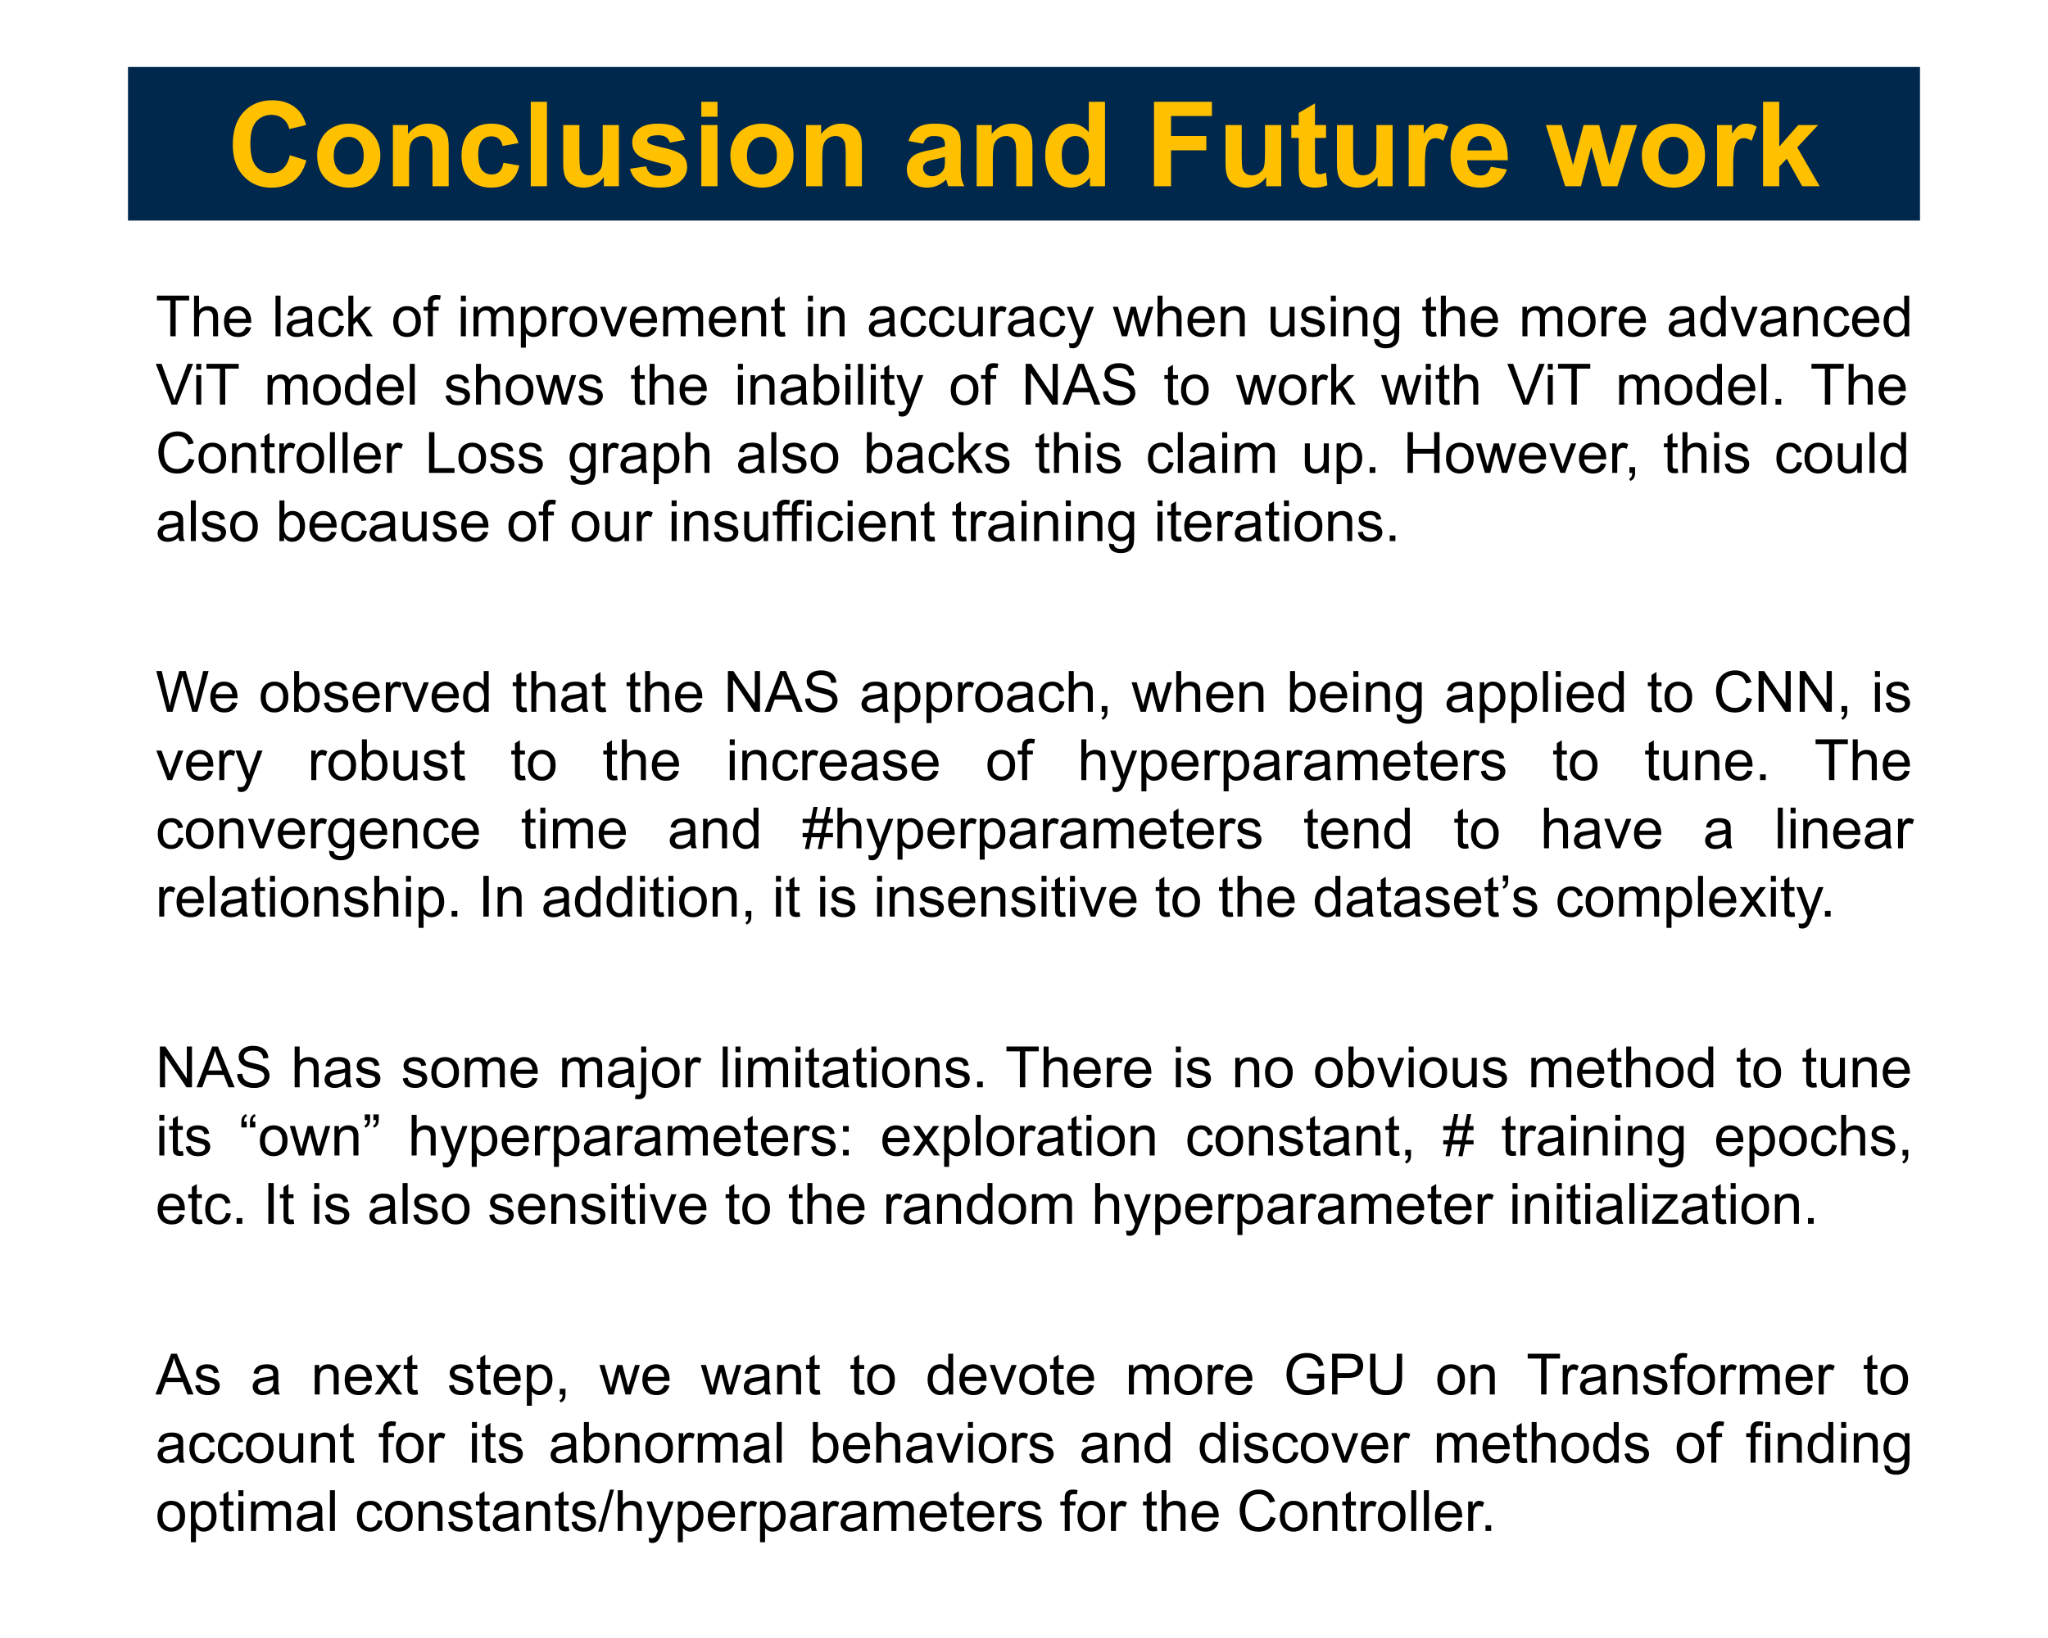 Conclusion and Future work
The lack of improvement in accuracy when using the more advanced
ViT model shows the inability of NAS to work with ViT model. The
Controller Loss graph also backs this claim up. However, this could
also because of our insufficient training iterations.
We observed that the NAS approach, when being applied to CNN, is
very robust to the increase of hyperparameters to tune. The
convergence time and #hyperparameters tend to have a linear
relationship. In addition, it is insensitive to the dataset’s complexity.
NAS has some major limitations. There is no obvious method to tune
its “own” hyperparameters: exploration constant, # training epochs,
etc. It is also sensitive to the random hyperparameter initialization.
As a next step, we want to devote more GPU on Transformer to
account for its abnormal behaviors and discover methods of finding
optimal constants/hyperparameters for the Controller.